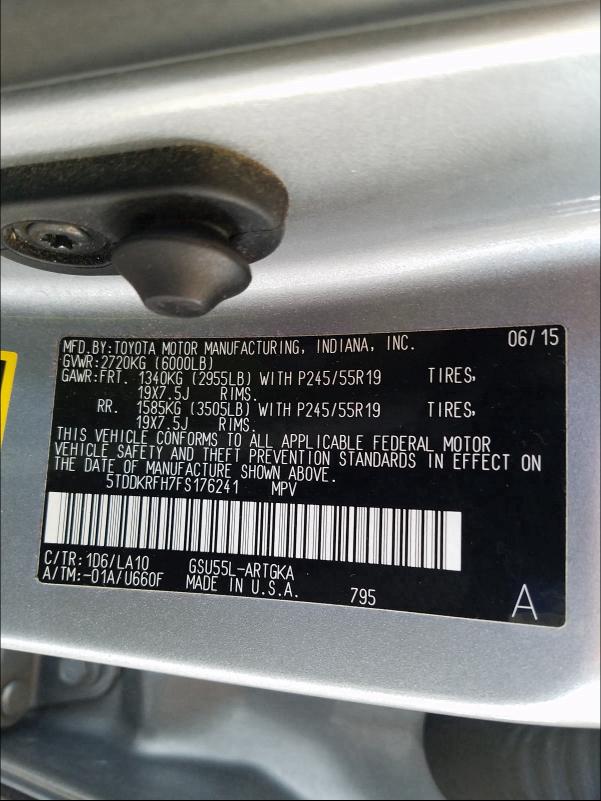 MFD.BY:TOYOTA MOTOR MANUFACTURING, INDIANA, INC. 06/15
GVWR:2720KG (6000LB)
GAWR:FRT. 1340KG (2955LB) WITH P245/55R19 TIRES,
19X7.5J RIMS.
RR. 1585KG (3505LB) WITH P245/55R19 TIRES,
19X7.5J RIMS.
THIS VEHICLE CONFORMS TO ALL APPLICABLE FEDERAL MOTOR
VEHICLE SAFETY AND THEFT PREVENTION STANDARDS IN EFFECT ON
THE DATE OF MANUFACTURE SHOWN ABOVE.
5TDDKRFH7FS176241 MPV
C/TR: 1D6/LA10 GSU55L-ARTGKA
A/TM:-01A/U660F MADE IN U.S.A. 795 A